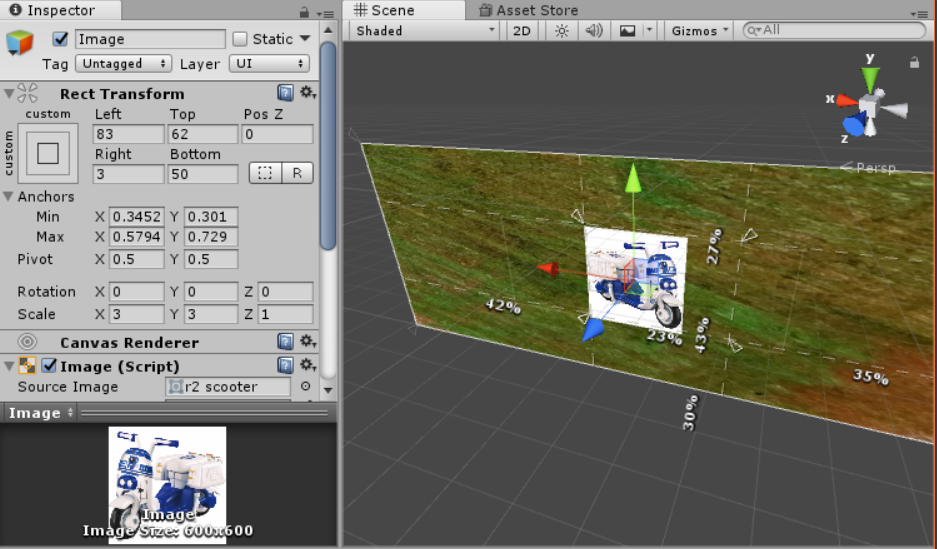 Inspector
Image
Static
Tag Untagged Layer UI
Rect Transform
custom
custom
Left Top Pos Z
83 62 0
Right Bottom
3 50
R
Anchors
Min X 0.3452 Y 0.301
Max X 0.5794 Y 0.729
Pivot X 0.5 Y 0.5
Rotation X 0 Y 0 Z 0
Scale X 3 Y 3 Z 1
Canvas Renderer
Image (Script)
Source Image r2 scooter
Image
Image
Image Size: 600x600
Scene Asset Store
Shaded 2D Gizmos All
y
x
z
Persp
27%
42%
23%
43%
35%
30%